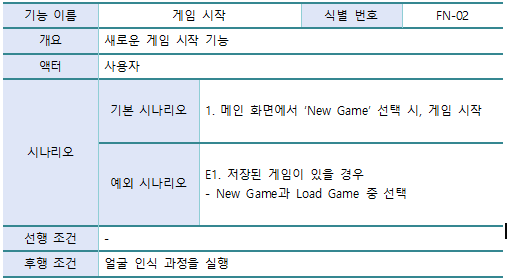 기능 이름 게임 시작 식별 번호 FN-02
개요 새로운 게임 시작 기능
액터 사용자
시나리오
기본 시나리오 1. 메인 화면에서 ‘New Game’ 선택 시, 게임 시작
예외 시나리오
E1. 저장된 게임이 있을 경우
- New Game과 Load Game 중 선택
선행 조건 -
후행 조건 얼굴 인식 과정을 실행